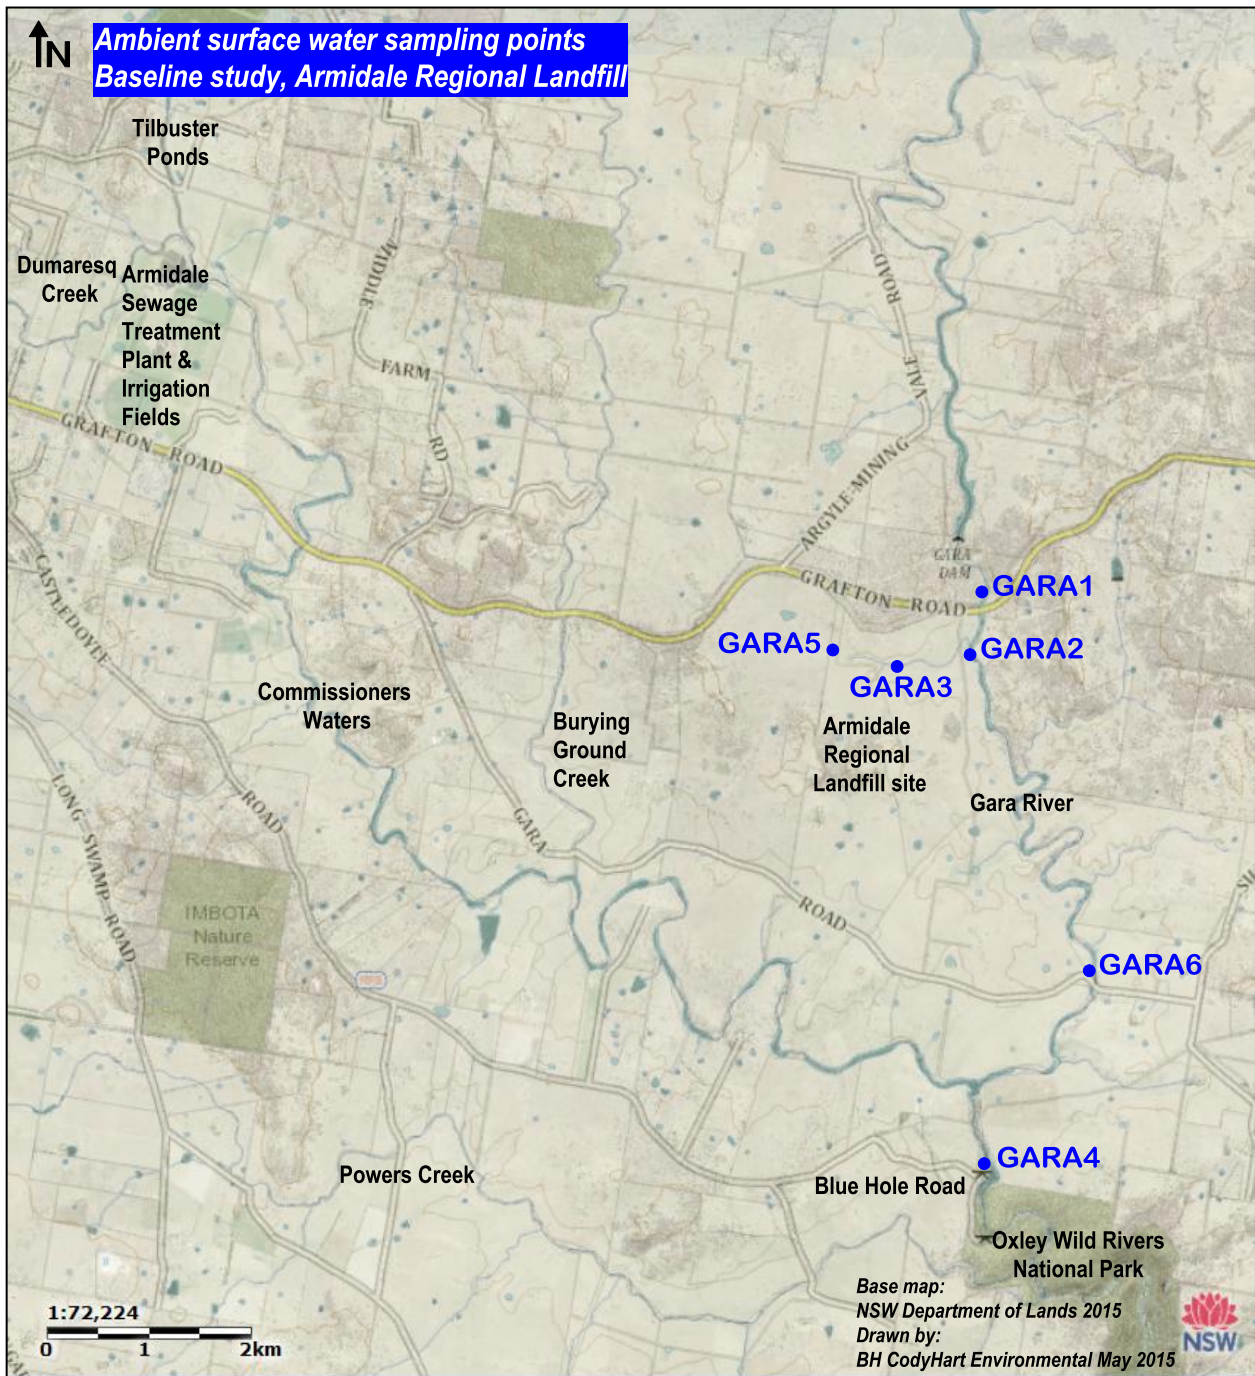 N
Ambient surface water sampling points
Baseline study, Armidale Regional Landfill
Tilbuster
Ponds
Dumaresq
Creek
Armidale
Sewage
Treatment
Plant &
Irrigation
Fields
MIDDLE
FARM
RD
ROAD
VALE
ARGYLE-MINING
GRAFTON ROAD
GARA
DAM
GRAFTON ROAD
GARA1
GARA2
GARA5
GARA3
CASTLEDOYLE
ROAD
Commissioners
Waters
Burying
Ground
Creek
Armidale
Regional
Landfill site
Gara River
LONG SWAMP ROAD
GARA
ROAD
IMBOTA
Nature
Reserve
GARA6
GARA4
Powers Creek
Blue Hole Road
Oxley Wild Rivers
National Park
Base map:
NSW Department of Lands 2015
Drawn by:
BH CodyHart Environmental May 2015
NSW
1:72,224
0 1 2km